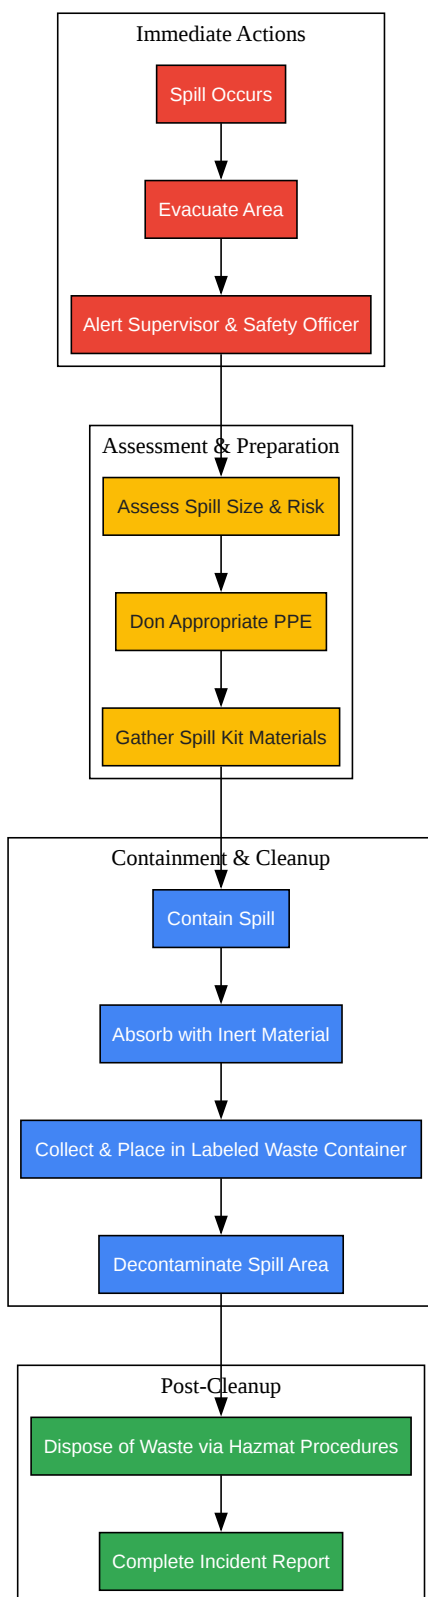 Immediate Actions
Spill Occurs
Evacuate Area
Alert Supervisor & Safety Officer
Assessment & Preparation
Assess Spill Size & Risk
Don Appropriate PPE
Gather Spill Kit Materials
Containment & Cleanup
Contain Spill
Absorb with Inert Material
Collect & Place in Labeled Waste Container
Decontaminate Spill Area
Post-Cleanup
Dispose of Waste via Hazmat Procedures
Complete Incident Report